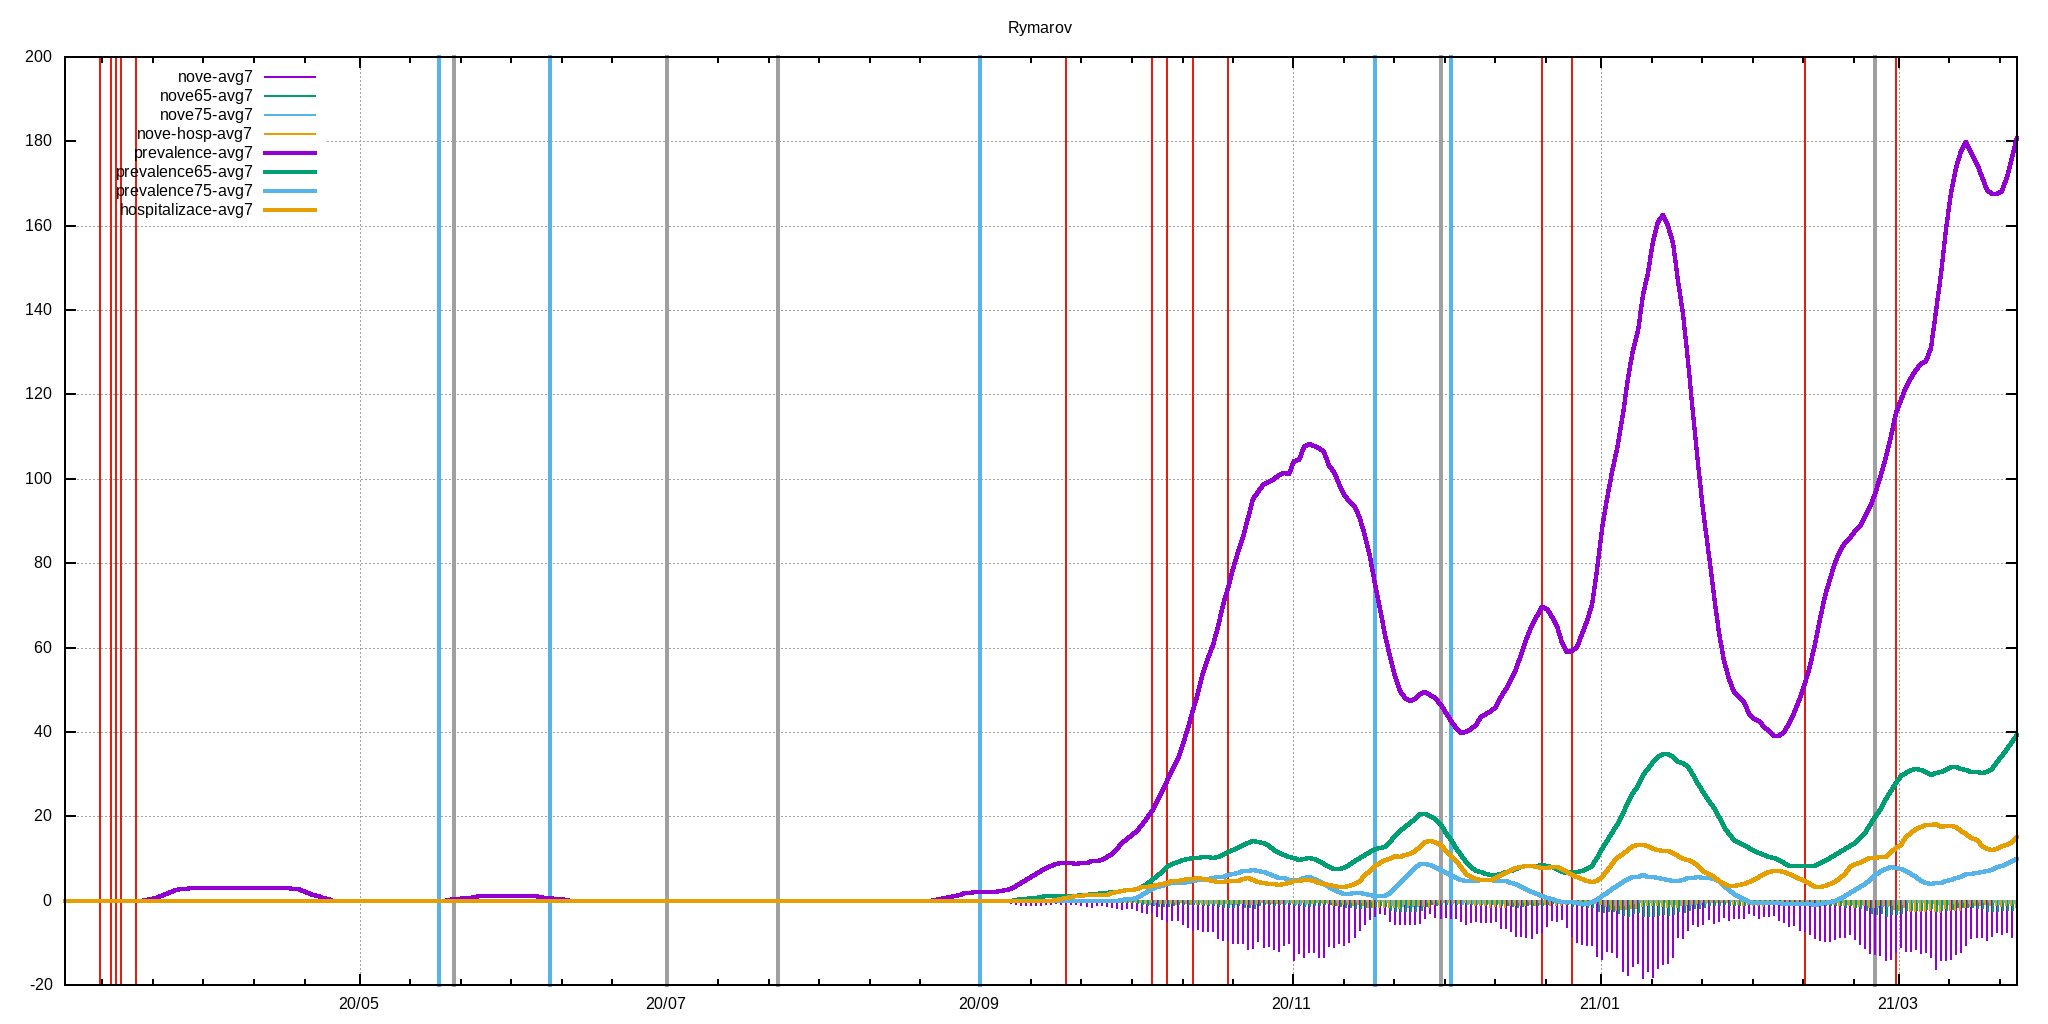 Rymarov
200
180
160
140
120
100
80
60
40
20
0
-20
nove-avg7
nove65-avg7
nove75-avg7
nove-hosp-avg7
prevalence-avg7
prevalence65-avg7
prevalence75-avg7
hospitalizace-avg7
20/05 20/07 20/09 20/11 21/01 21/03